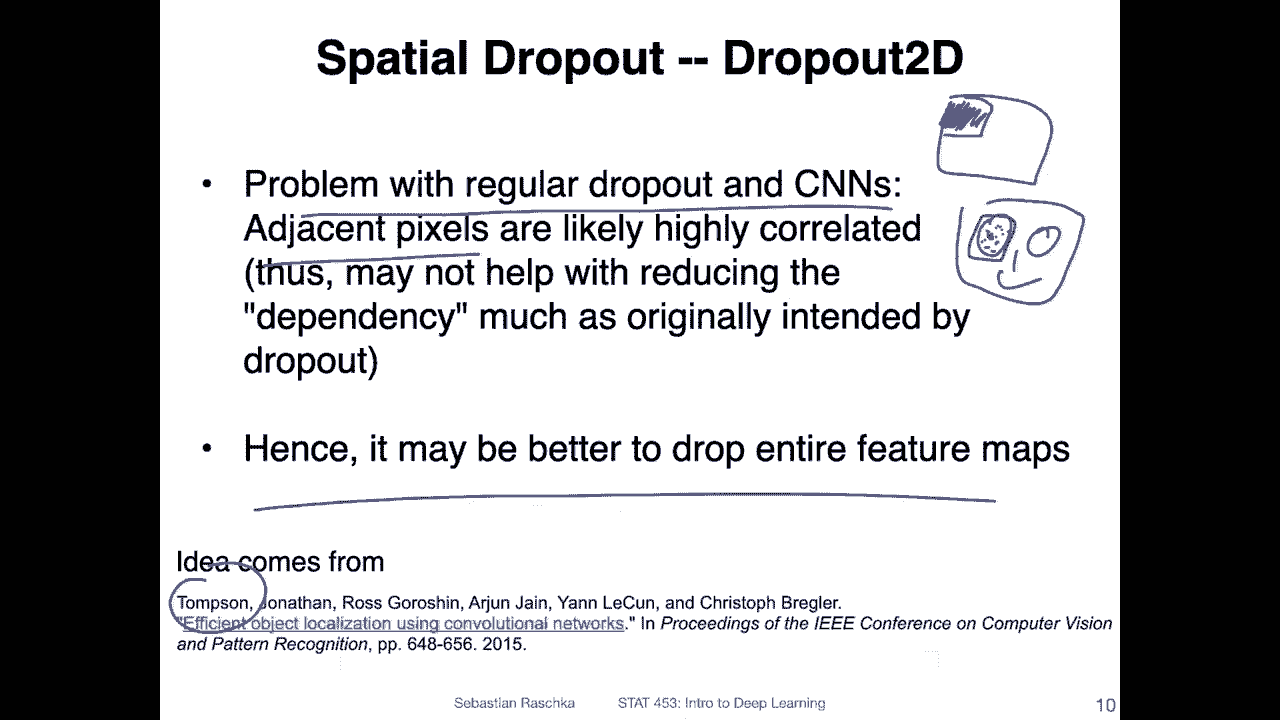 Spatial Dropout -- Dropout2D
• Problem with regular dropout and CNNs:
Adjacent pixels are likely highly correlated
(thus, may not help with reducing the
"dependency" much as originally intended by
dropout)
• Hence, it may be better to drop entire feature maps
Idea comes from
Tompson, Jonathan, Ross Goroshin, Arjun Jain, Yann LeCun, and Christoph Bregler.
"Efficient object localization using convolutional networks." In Proceedings of the IEEE Conference on Computer Vision
and Pattern Recognition, pp. 648-656. 2015.
Sebastian Raschka STAT 453: Intro to Deep Learning 10